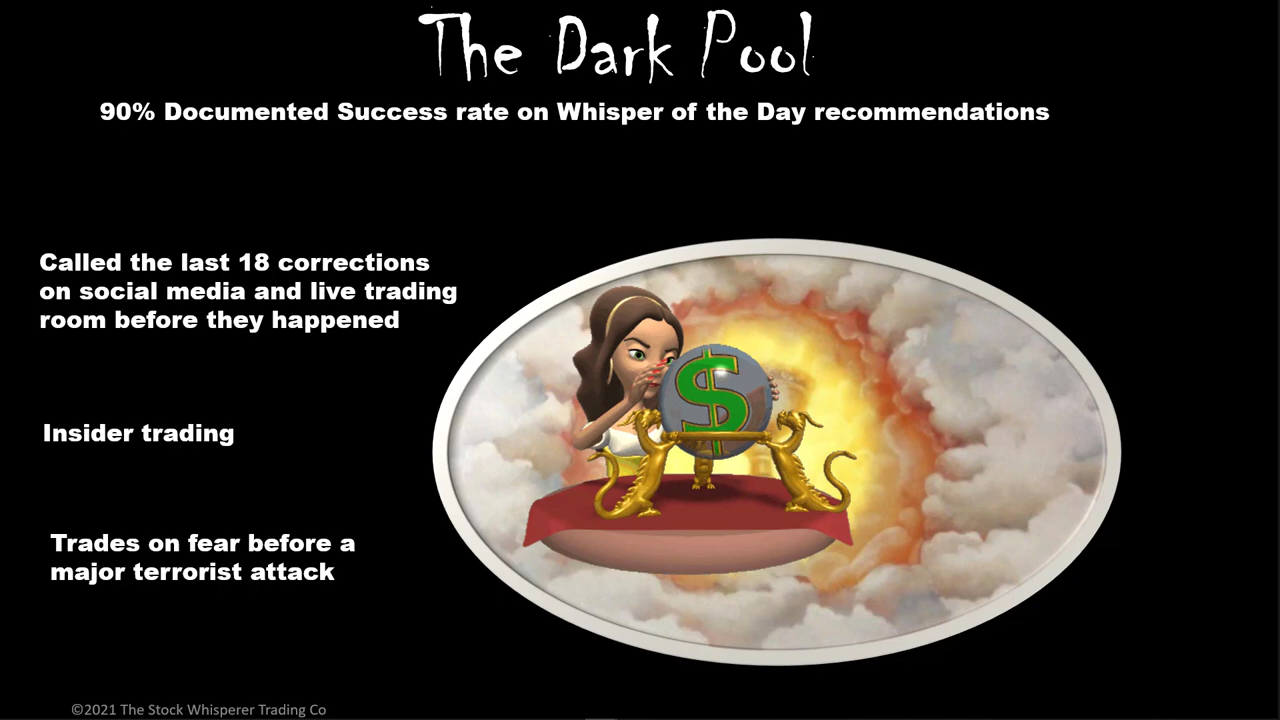 The Dark Pool
90% Documented Success rate on Whisper of the Day recommendations
Called the last 18 corrections
on social media and live trading
room before they happened
$
Insider trading
Trades on fear before a
major terrorist attack
©2021 The Stock Whisperer Trading Co